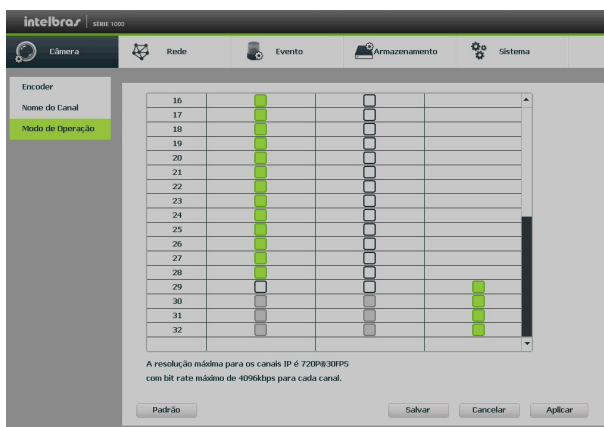 intelbras SÉRIE 1000
Câmera Rede Evento Armazenamento Sistema
Encoder
Nome do Canal
Modo de Operação
16
17
18
19
20
21
22
23
24
25
26
27
28
29
30
31
32
A resolução máxima para os canais IP é 720P@30FPS
com bit rate máximo de 4096kbps para cada canal.
Padrão Salvar Cancelar Aplicar